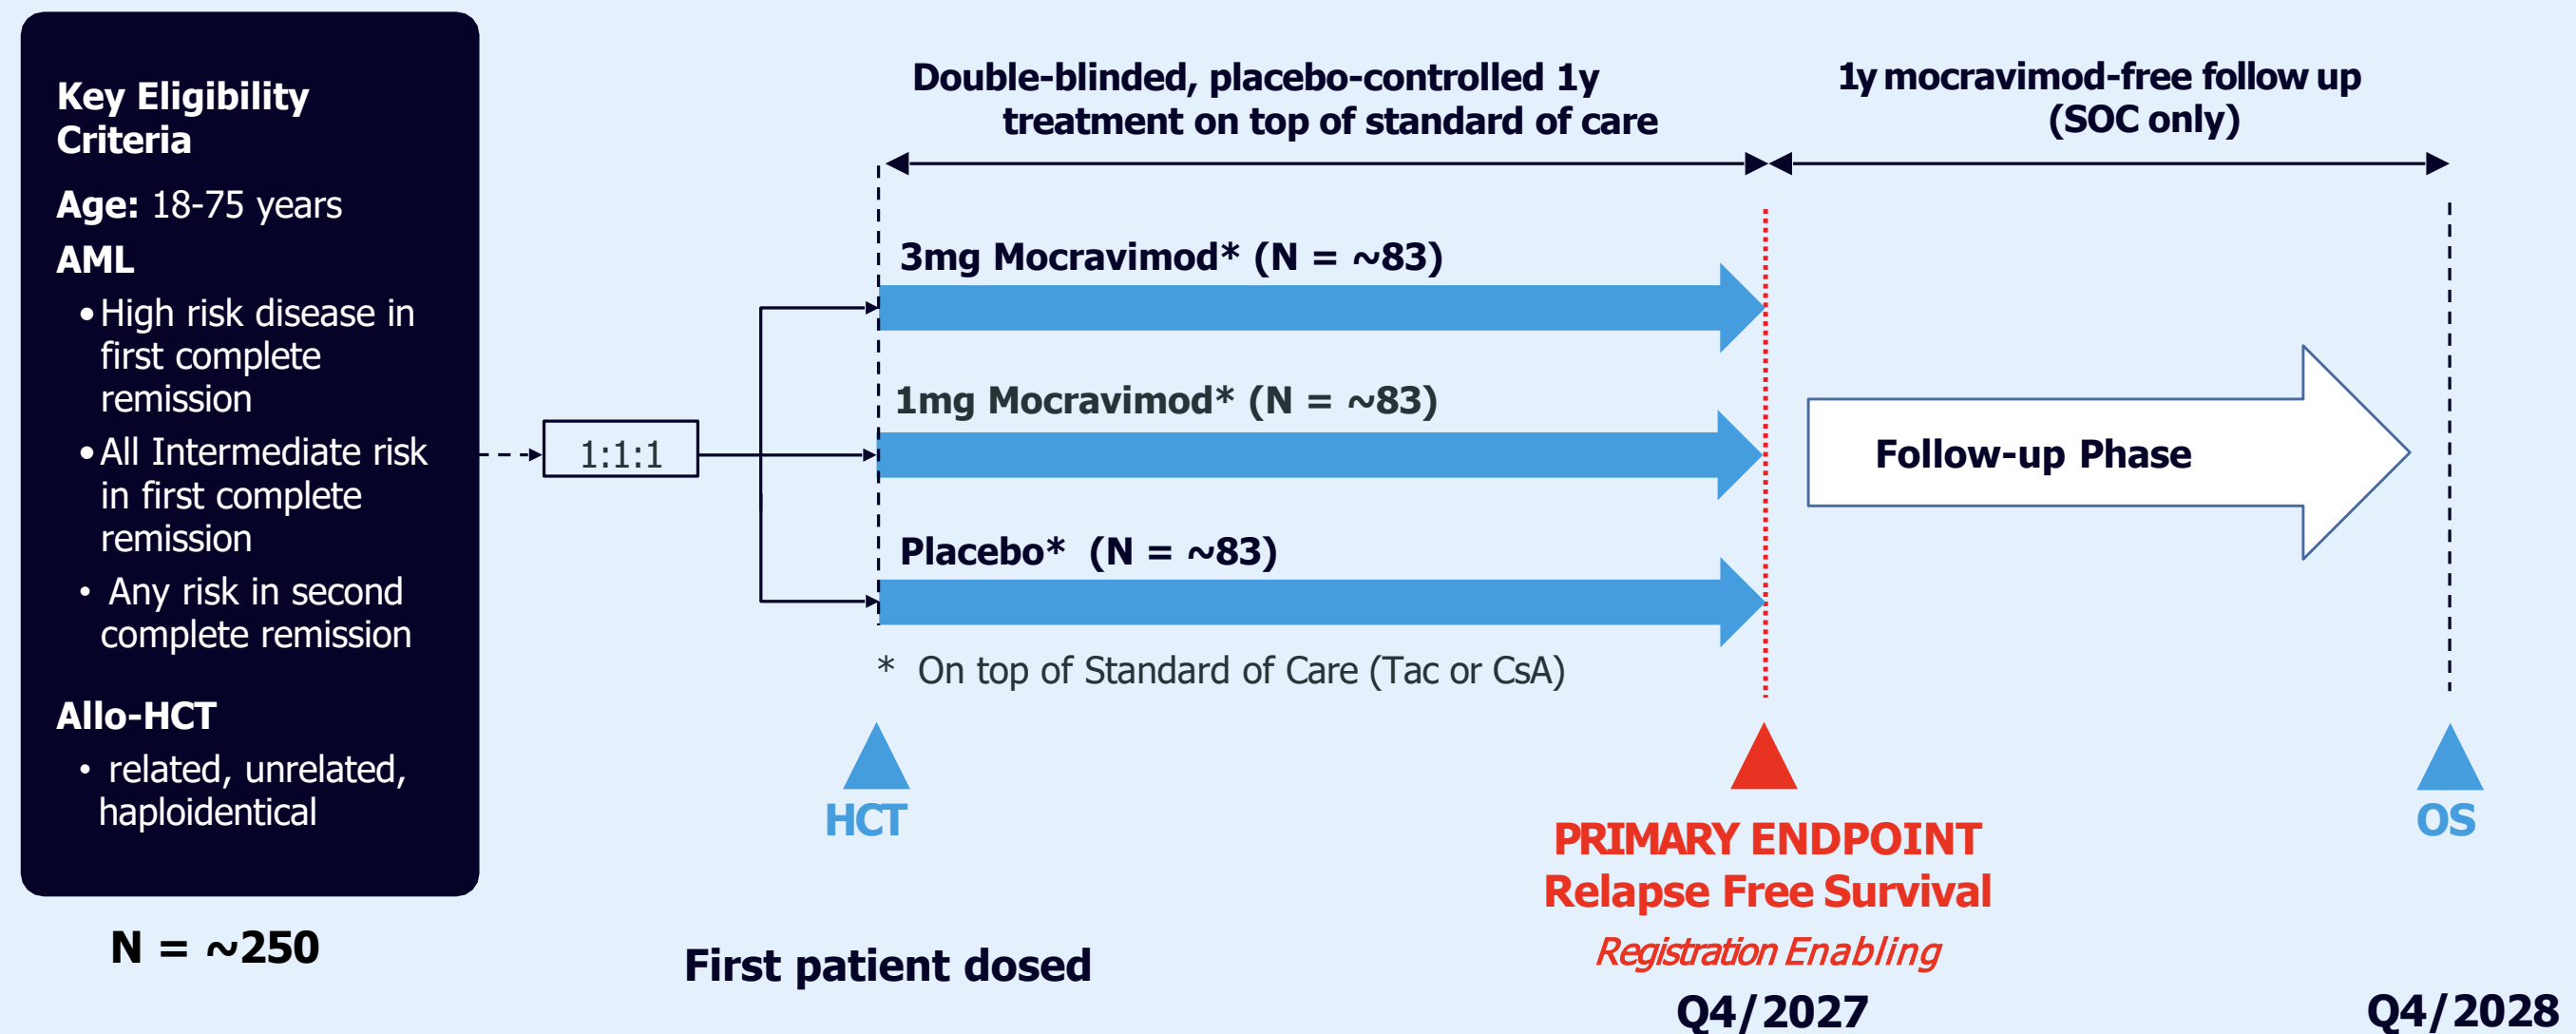 Key Eligibility
Criteria
Age: 18-75 years
AML
•High risk disease in
first complete
remission
•All Intermediate risk
in first complete
remission
• Any risk in second
complete remission
Allo-HCT
• related, unrelated,
haploidentical
N = ~250
1:1:1
Double-blinded, placebo-controlled 1y
treatment on top of standard of care
1y mocravimod-free follow up
(SOC only)
3mg Mocravimod* (N = ~83)
1mg Mocravimod* (N = ~83)
Placebo* (N = ~83)
* On top of Standard of Care (Tac or CsA)
Follow-up Phase
HCT
First patient dosed
PRIMARY ENDPOINT
Relapse Free Survival
Registration Enabling
Q4/2027
OS
Q4/2028